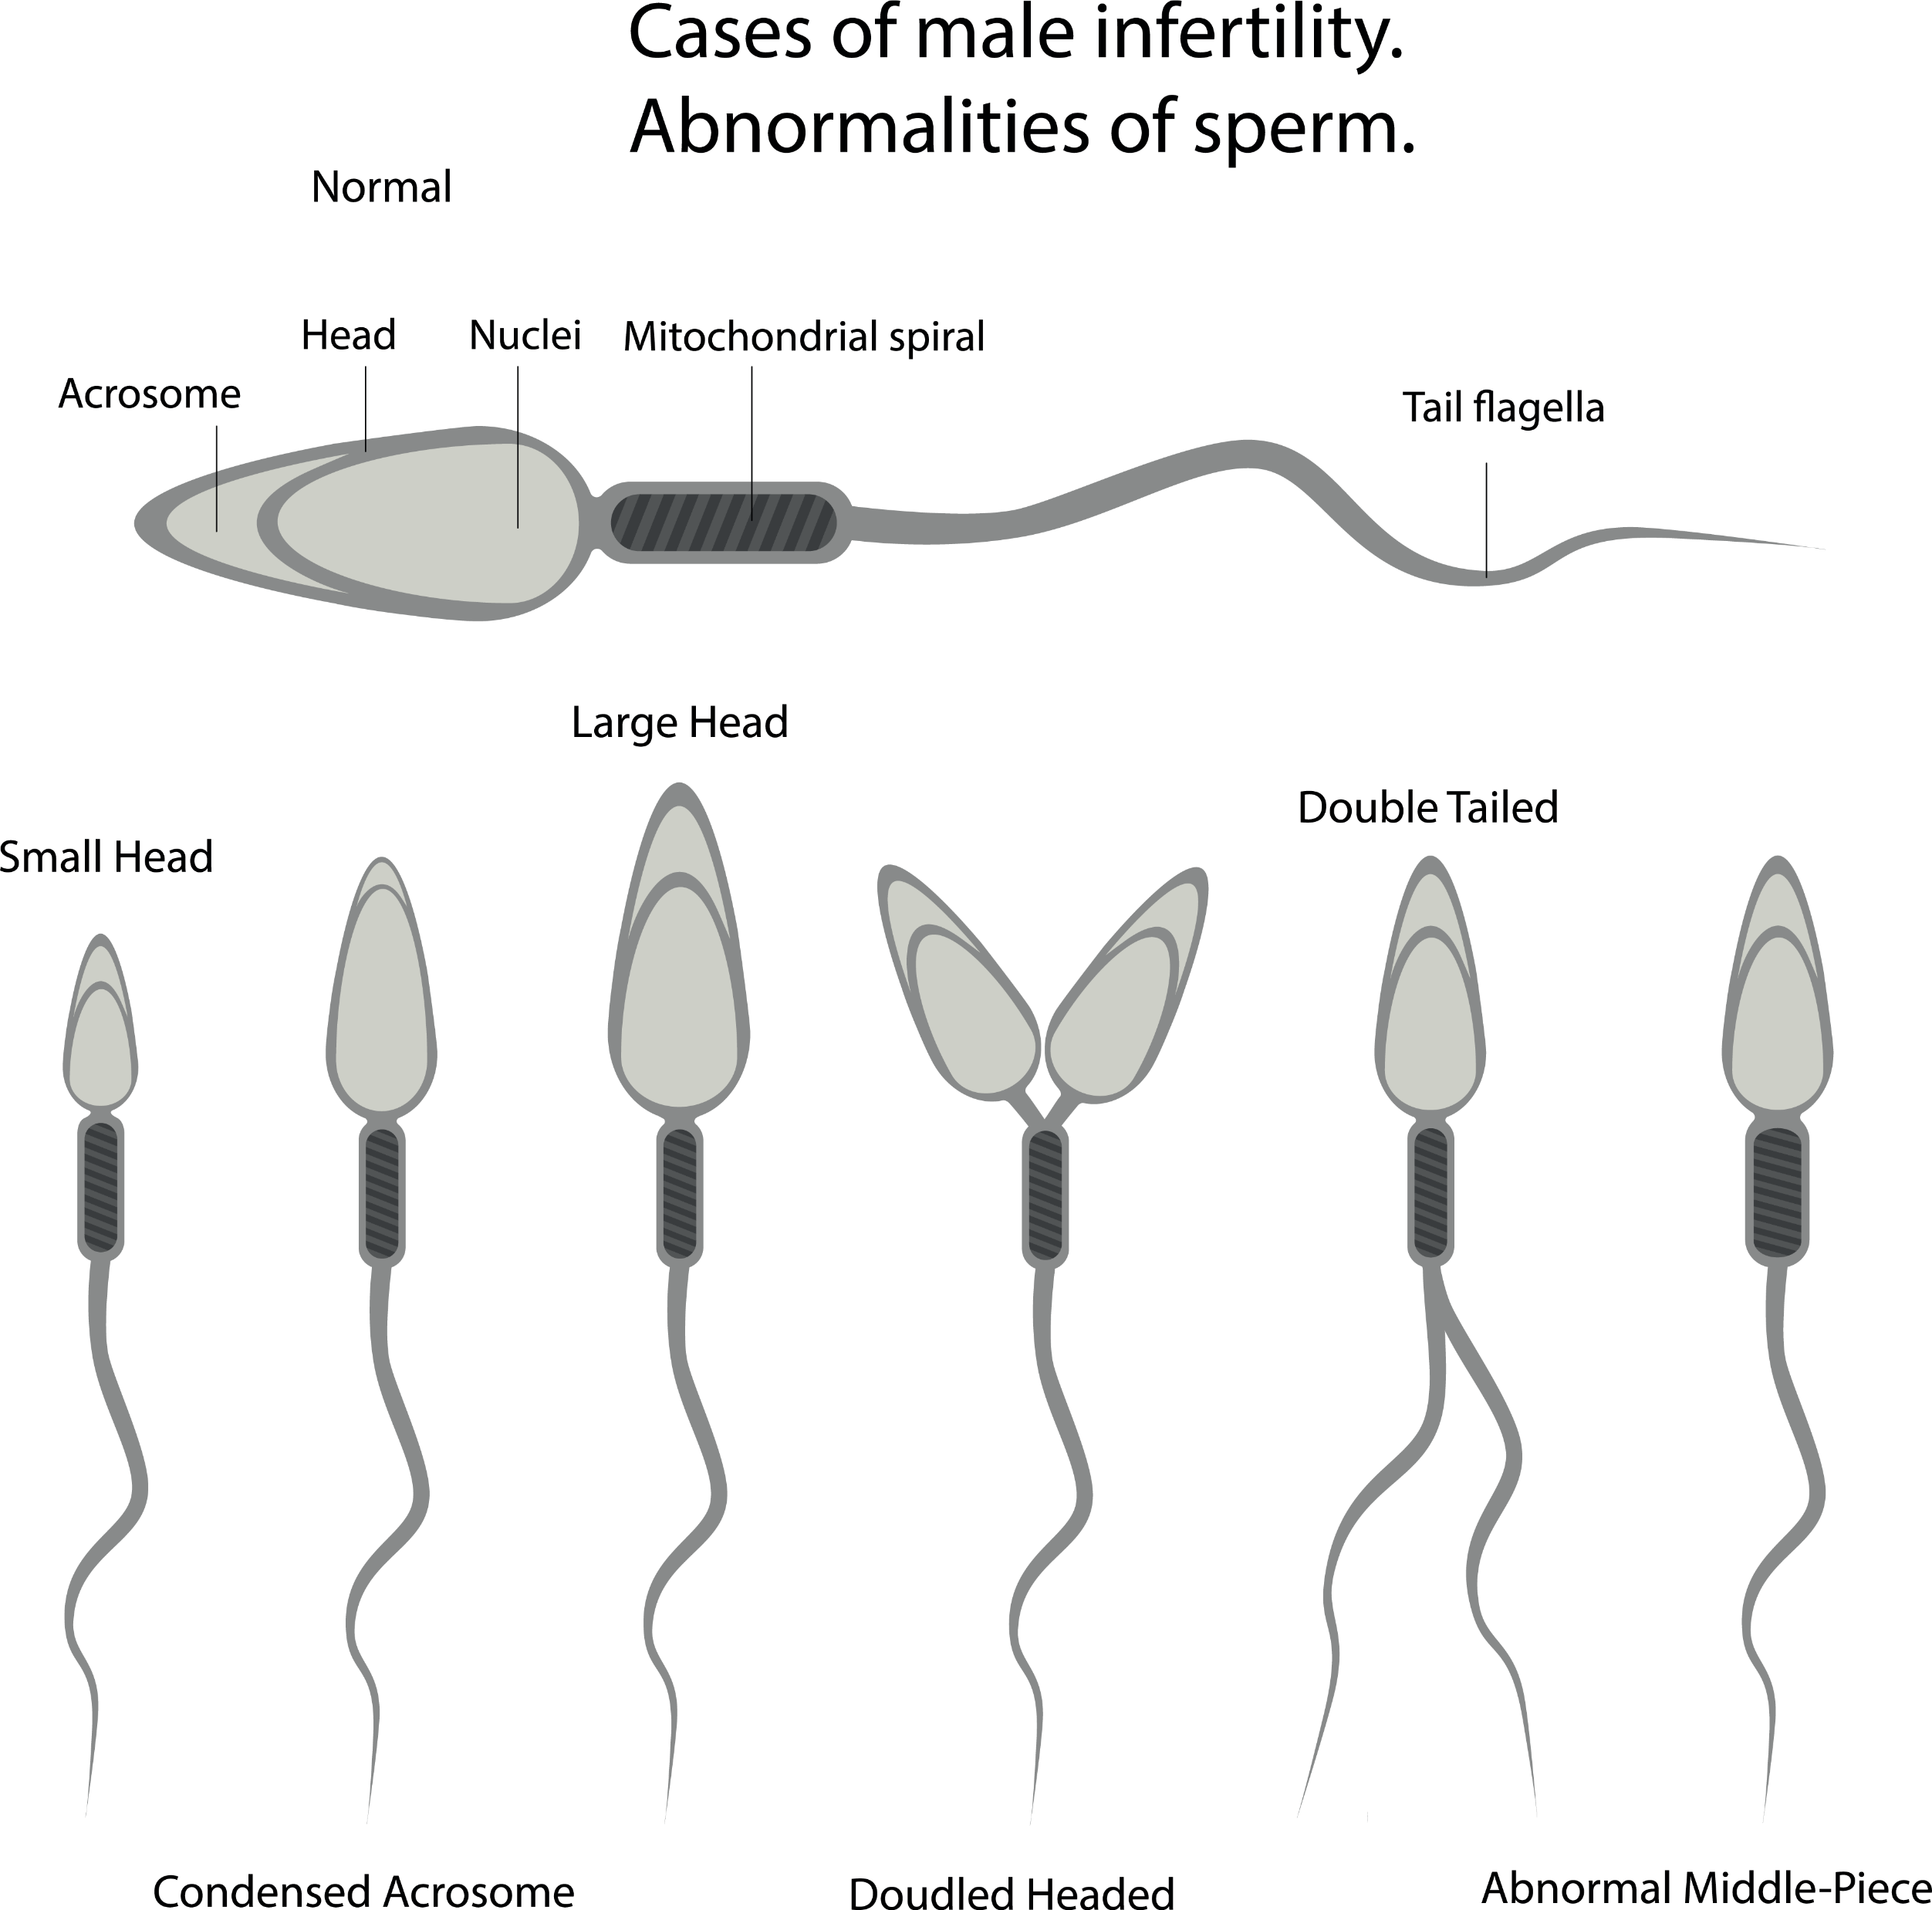 Cases of male infertility.
Abnormalities of sperm.
Normal
Head
Nuclei
Mitochondrial spiral
Acrosome
Tail flagella
Large Head
Double Tailed
Small Head
Condensed Acrosome
Doudled Headed
Abnormal Middle-Piece